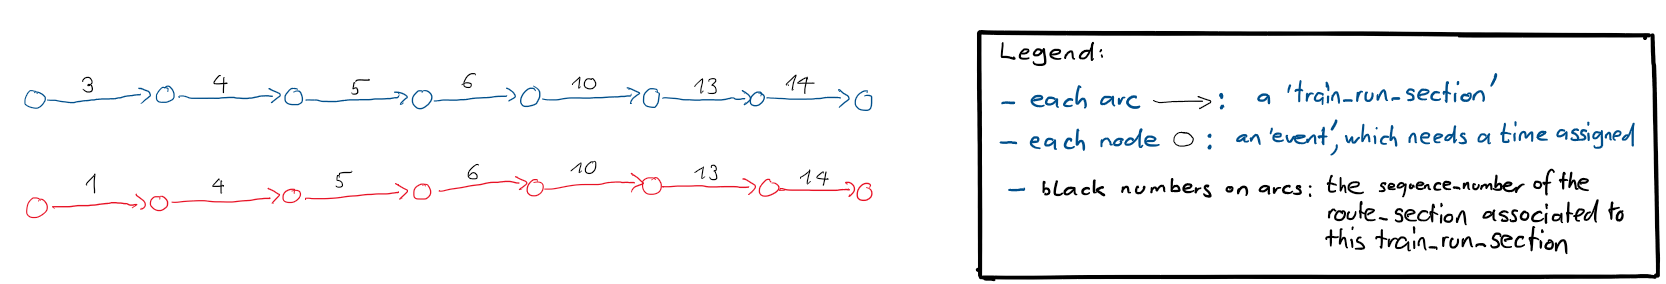 3 4 5 6 10 13 14
1 4 5 6 10 13 14
Legend:
- each arc ⟶ : a 'train_run_section'
- each node ○ : an 'event', which needs a time assigned
- black numbers on arcs: the sequence_number of the
route_section associated to
this train_run_section